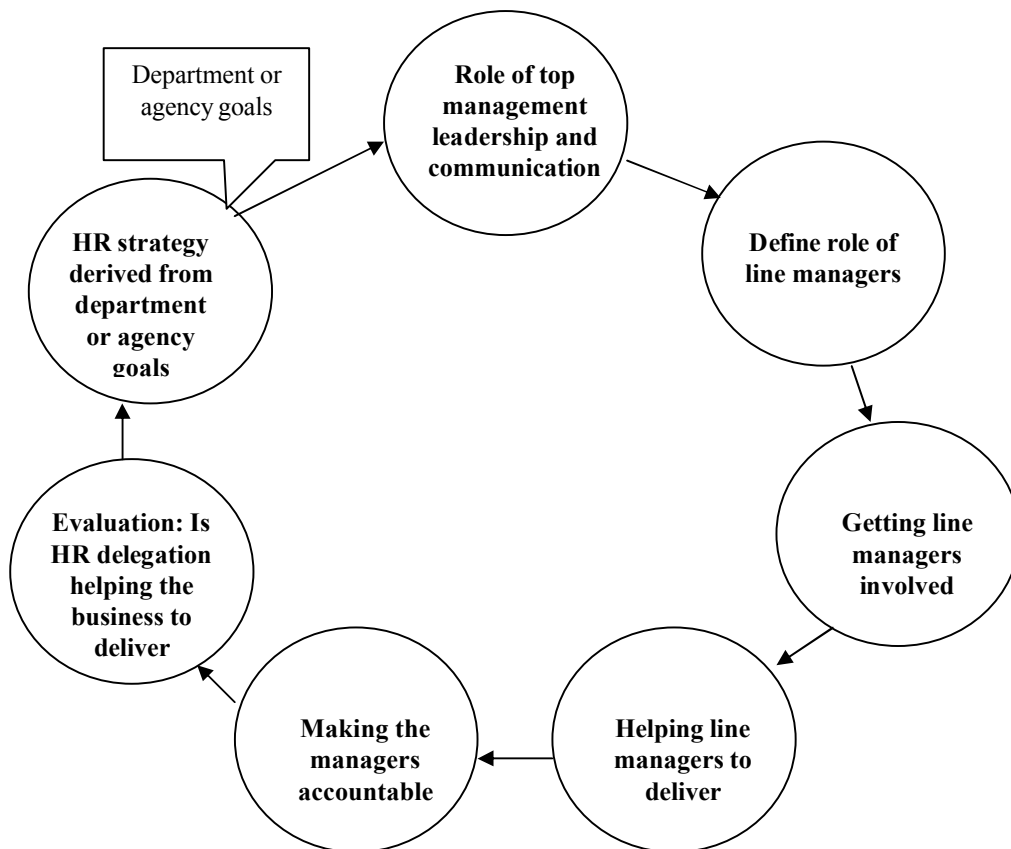 Department or
agency goals
Role of top
management
leadership and
communication
Define role of
line managers
Getting line
managers
involved
Helping line
managers to
deliver
Making the
managers
accountable
Evaluation: Is
HR delegation
helping the
business to
deliver
HR strategy
derived from
department
or agency
goals